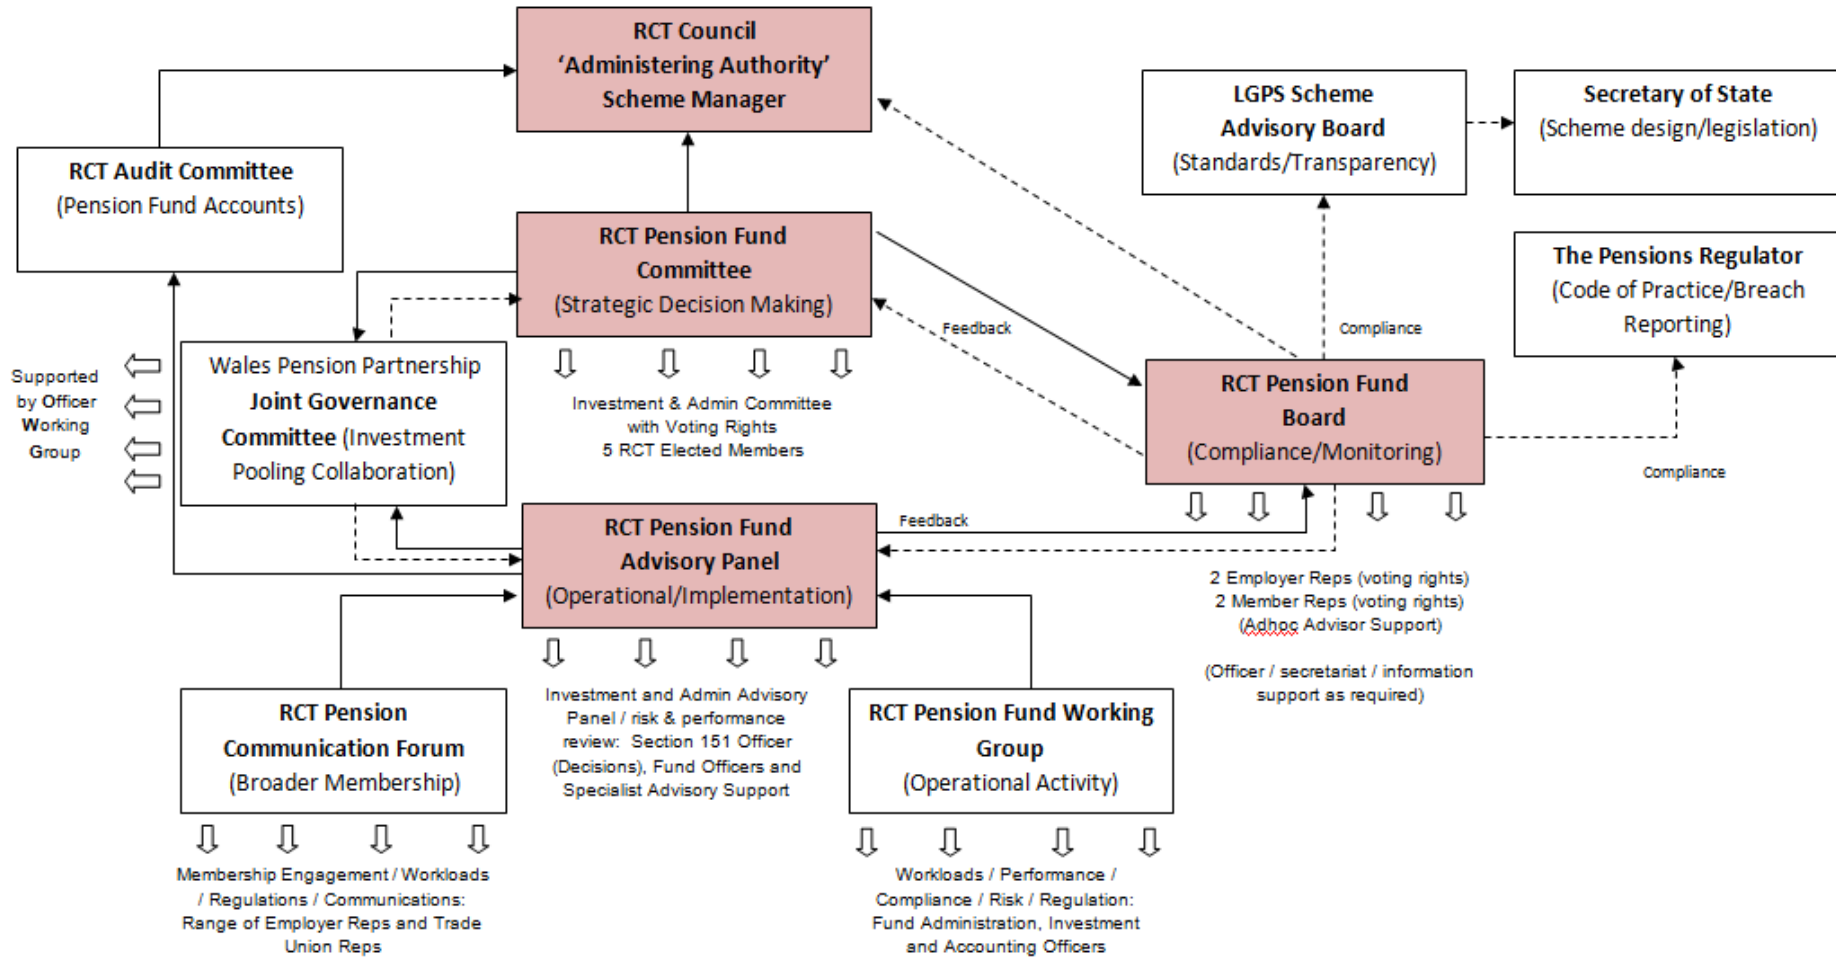 RCT Council
‘Administering Authority’
Scheme Manager
LGPS Scheme
Advisory Board
(Standards/Transparency)
Secretary of State
(Scheme design/legislation)
RCT Audit Committee
(Pension Fund Accounts)
RCT Pension Fund
Committee
(Strategic Decision Making)
The Pensions Regulator
(Code of Practice/Breach
Reporting)
Feedback
Compliance
Supported
by Officer
Working
Group
Wales Pension Partnership
Joint Governance
Committee (Investment
Pooling Collaboration)
Investment & Admin Committee
with Voting Rights
5 RCT Elected Members
RCT Pension Fund
Board
(Compliance/Monitoring)
Compliance
RCT Pension Fund
Advisory Panel
(Operational/Implementation)
Feedback
2 Employer Reps (voting rights)
2 Member Reps (voting rights)
(Adhoc Advisor Support)
(Officer / secretariat / information
support as required)
RCT Pension
Communication Forum
(Broader Membership)
Investment and Admin Advisory
Panel / risk & performance
review: Section 151 Officer
(Decisions), Fund Officers and
Specialist Advisory Support
RCT Pension Fund Working
Group
(Operational Activity)
Membership Engagement / Workloads
/ Regulations / Communications:
Range of Employer Reps and Trade
Union Reps
Workloads / Performance /
Compliance / Risk / Regulation:
Fund Administration, Investment
and Accounting Officers